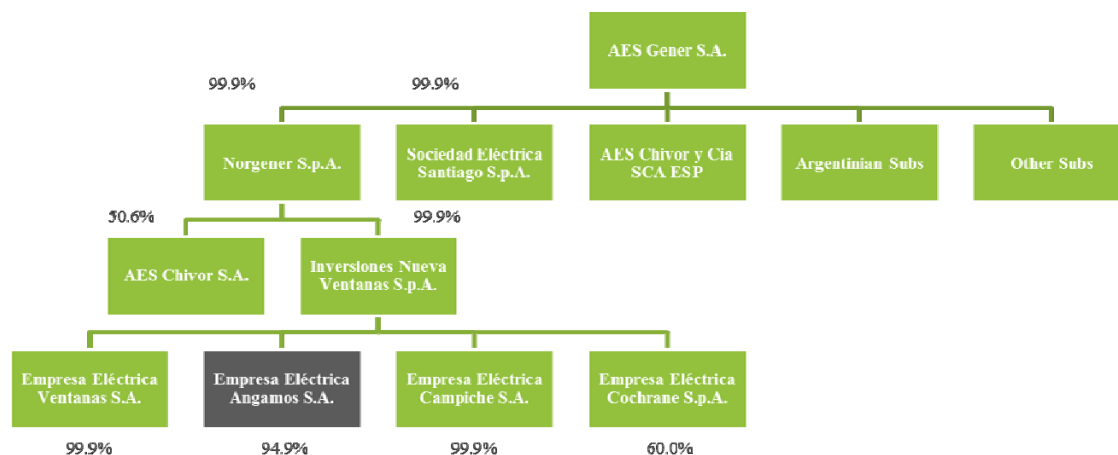 AES Gener S.A.
99.9%
99.9%
Norgener S.p.A.
Sociedad Eléctrica
Santiago S.p.A.
AES Chivor y Cía
SCA ESP
Argentinian Subs
Other Subs
50.6%
99.9%
AES Chivor S.A.
Inversiones Nueva
Ventanas S.p.A.
Empresa Eléctrica
Ventanas S.A.
Empresa Eléctrica
Angamos S.A.
Empresa Eléctrica
Campiche S.A.
Empresa Eléctrica
Cochrane S.p.A.
99.9%
94.9%
99.9%
60.0%